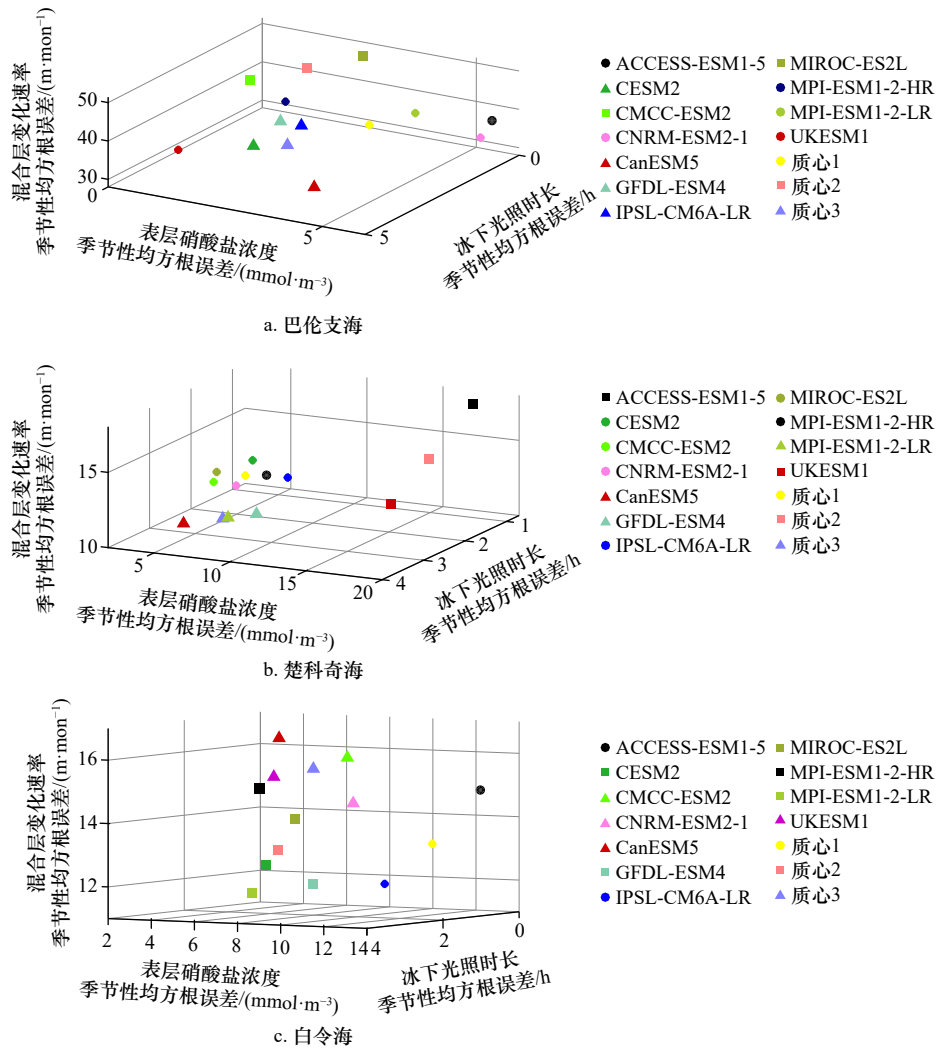 混合层变化速率
季节性均方根误差/(m·mon⁻¹)
50
40
30
0
5
5
0
表层硝酸盐浓度
季节性均方根误差/(mmol·m⁻³)
冰下光照时长
季节性均方根误差/h
ACCESS-ESM1-5
CESM2
CMCC-ESM2
CNRM-ESM2-1
CanESM5
GFDL-ESM4
IPSL-CM6A-LR
MIROC-ES2L
MPI-ESM1-2-HR
MPI-ESM1-2-LR
UKESM1
质心1
质心2
质心3
a. 巴伦支海
混合层变化速率
季节性均方根误差/(m·mon⁻¹)
15
10
5
10
15
20
4
3
2
1
表层硝酸盐浓度
季节性均方根误差/(mmol·m⁻³)
冰下光照时长
季节性均方根误差/h
ACCESS-ESM1-5
CESM2
CMCC-ESM2
CNRM-ESM2-1
CanESM5
GFDL-ESM4
IPSL-CM6A-LR
MIROC-ES2L
MPI-ESM1-2-HR
MPI-ESM1-2-LR
UKESM1
质心1
质心2
质心3
b. 楚科奇海
混合层变化速率
季节性均方根误差/(m·mon⁻¹)
16
14
12
2
4
6
8
10
12
14
4
2
0
表层硝酸盐浓度
季节性均方根误差/(mmol·m⁻³)
冰下光照时长
季节性均方根误差/h
ACCESS-ESM1-5
CESM2
CMCC-ESM2
CNRM-ESM2-1
CanESM5
GFDL-ESM4
IPSL-CM6A-LR
MIROC-ES2L
MPI-ESM1-2-HR
MPI-ESM1-2-LR
UKESM1
质心1
质心2
质心3
c. 白令海